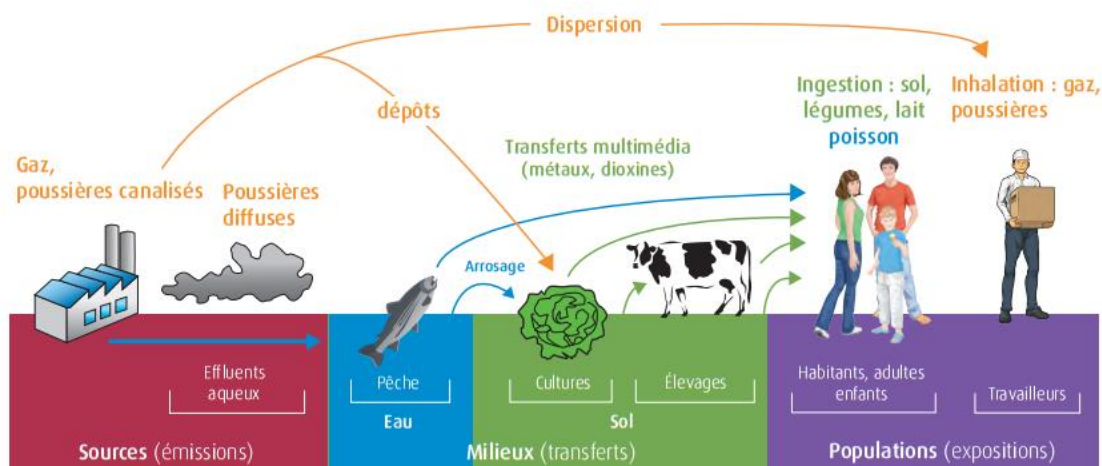 Dispersion
dépôts
Ingestion : sol,
légumes, lait
poisson
Inhalation : gaz,
poussières
Transferts multimédia
(métaux, dioxines)
Gaz,
poussières canalisés
Poussières
diffuses
Arrosage
Effluents
aqueux
Pêche
Cultures
Élevages
Habitants, adultes
enfants
Travailleurs
Eau
Sol
Sources (émissions)
Milieux (transferts)
Populations (expositions)